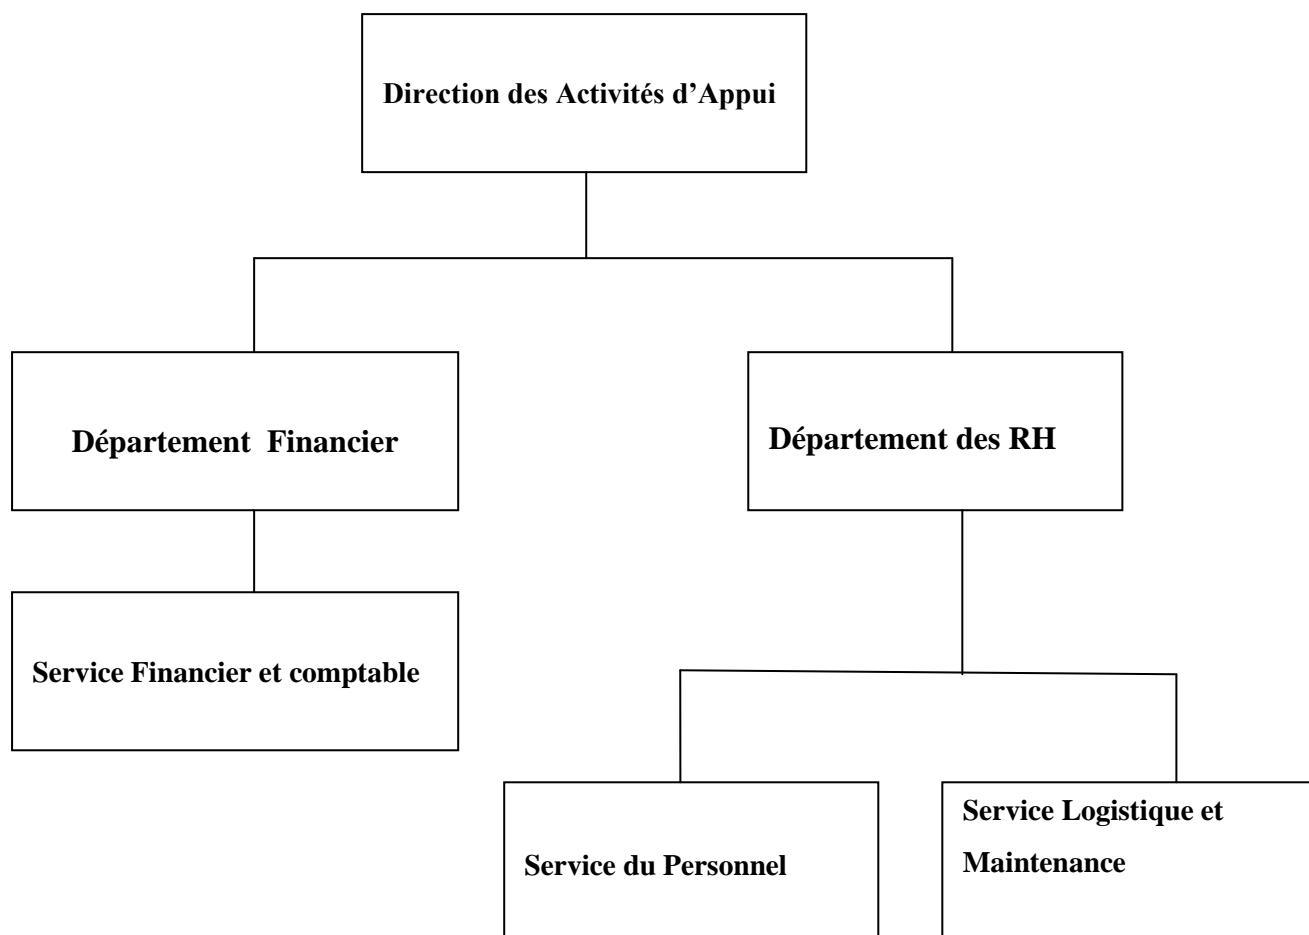 Direction des Activités d’Appui
Département Financier
Département des RH
Service Financier et comptable
Service du Personnel
Service Logistique et
Maintenance